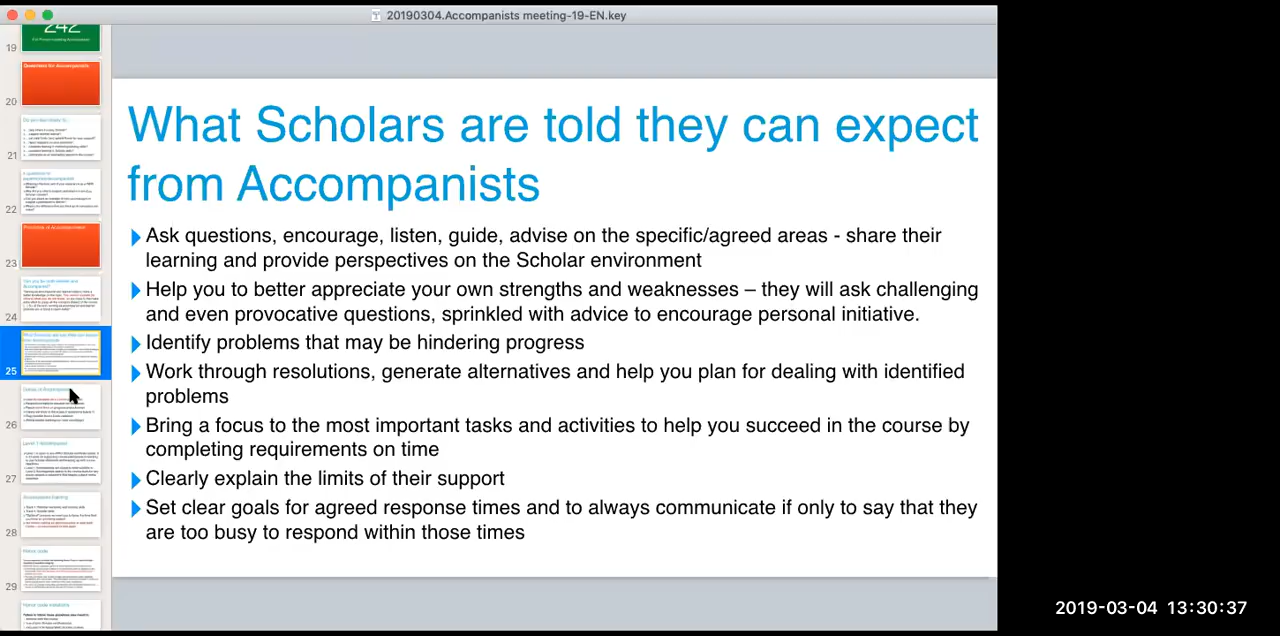 20190304.Accompanists meeting-19-EN.key
242
19
Questions for Accompanists
20
21
22
23
24
25
26
27
28
29
What Scholars are told they can expect
from Accompanists
Ask questions, encourage, listen, guide, advise on the specific/agreed areas - share their
learning and provide perspectives on the Scholar environment
Help you to better appreciate your own strengths and weaknesses – they will ask challenging
and even provocative questions, sprinkled with advice to encourage personal initiative.
Identify problems that may be hindering progress
Work through resolutions, generate alternatives and help you plan for dealing with identified
problems
Bring a focus to the most important tasks and activities to help you succeed in the course by
completing requirements on time
Clearly explain the limits of their support
Set clear goals for agreed response times and to always communicate if only to say that they
are too busy to respond within those times
2019-03-04 13:30:37